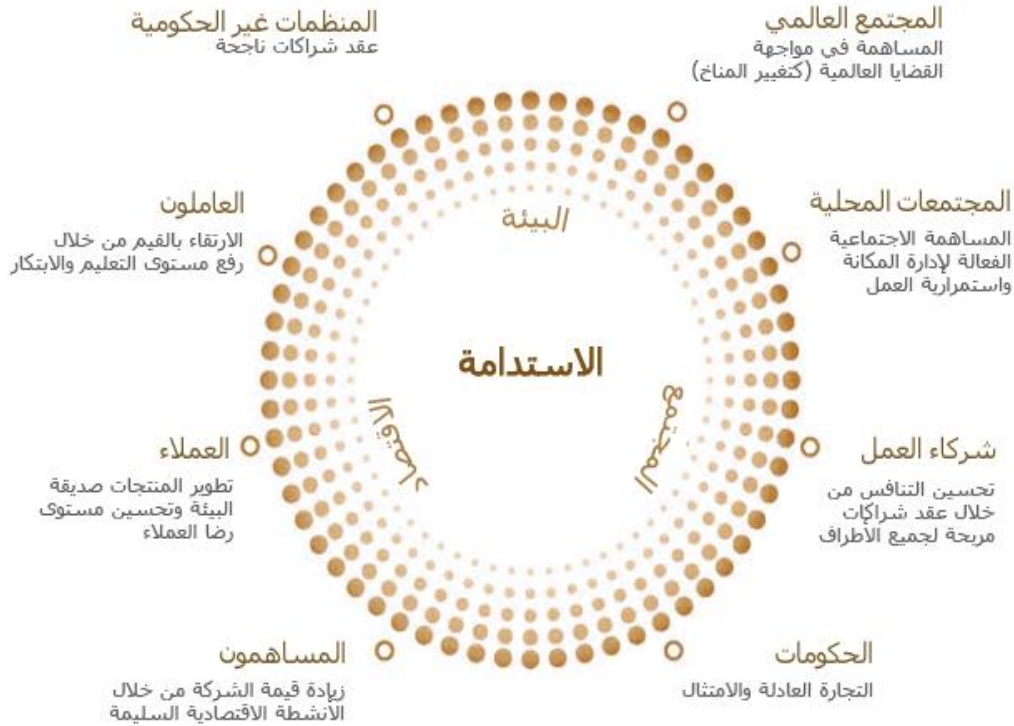 المجتمع العالمي
المساهمة في مواجهة
القضايا العالمية (كتغيير المناخ)
المنظمات غير الحكومية
عقد شراكات ناجحة
المجتمعات المحلية
المساهمة الاجتماعية
الفعالة لإدارة المكانة
واستمرارية العمل
العاملون
الارتقاء بالقيم من خلال
رفع مستوى التعليم والابتكار
البيئة
الاستدامة
المجتمع
الاقتصاد
شركاء العمل
تحسين التنافس من
خلال عقد شراكات
مربحة لجميع الأطراف
العملاء
تطوير المنتجات صديقة
البيئة وتحسين مستوى
رضا العملاء
الحكومات
التجارة العادلة والامتثال
المساهمون
زيادة قيمة الشركة من خلال
الأنشطة الاقتصادية السليمة